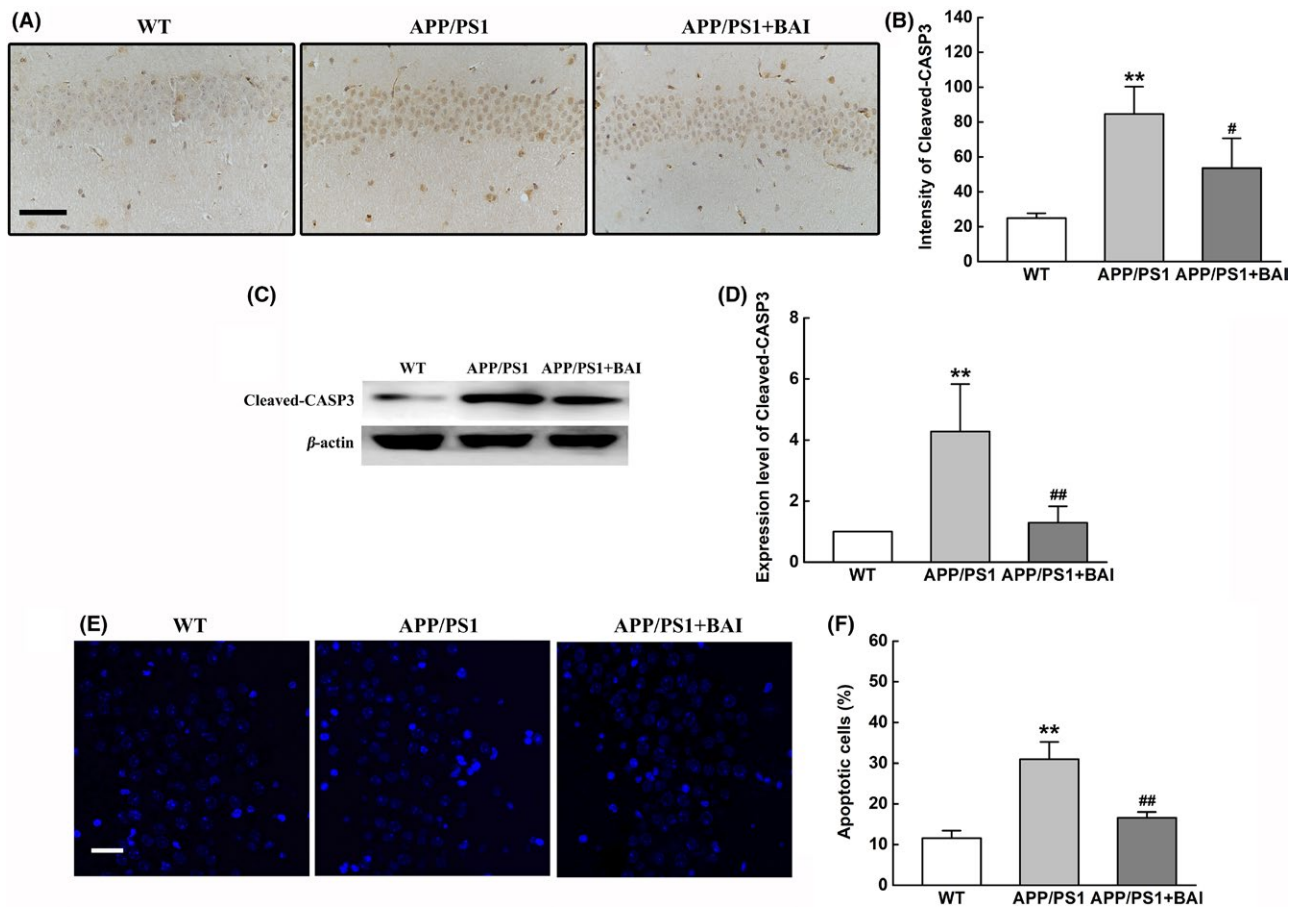 (A)
WT
APP/PS1
APP/PS1+BAI
(B)
Intensity of Cleaved-CASP3
140
120
100
80
60
40
20
0
**
#
WT
APP/PS1
APP/PS1+BAI
(C)
WT
APP/PS1
APP/PS1+BAI
Cleaved-CASP3
β-actin
(D)
Expression level of Cleaved-CASP3
8
6
4
2
0
**
##
WT
APP/PS1
APP/PS1+BAI
(E)
WT
APP/PS1
APP/PS1+BAI
(F)
Apoptotic cells (%)
60
50
40
30
20
10
0
**
##
WT
APP/PS1
APP/PS1+BAI